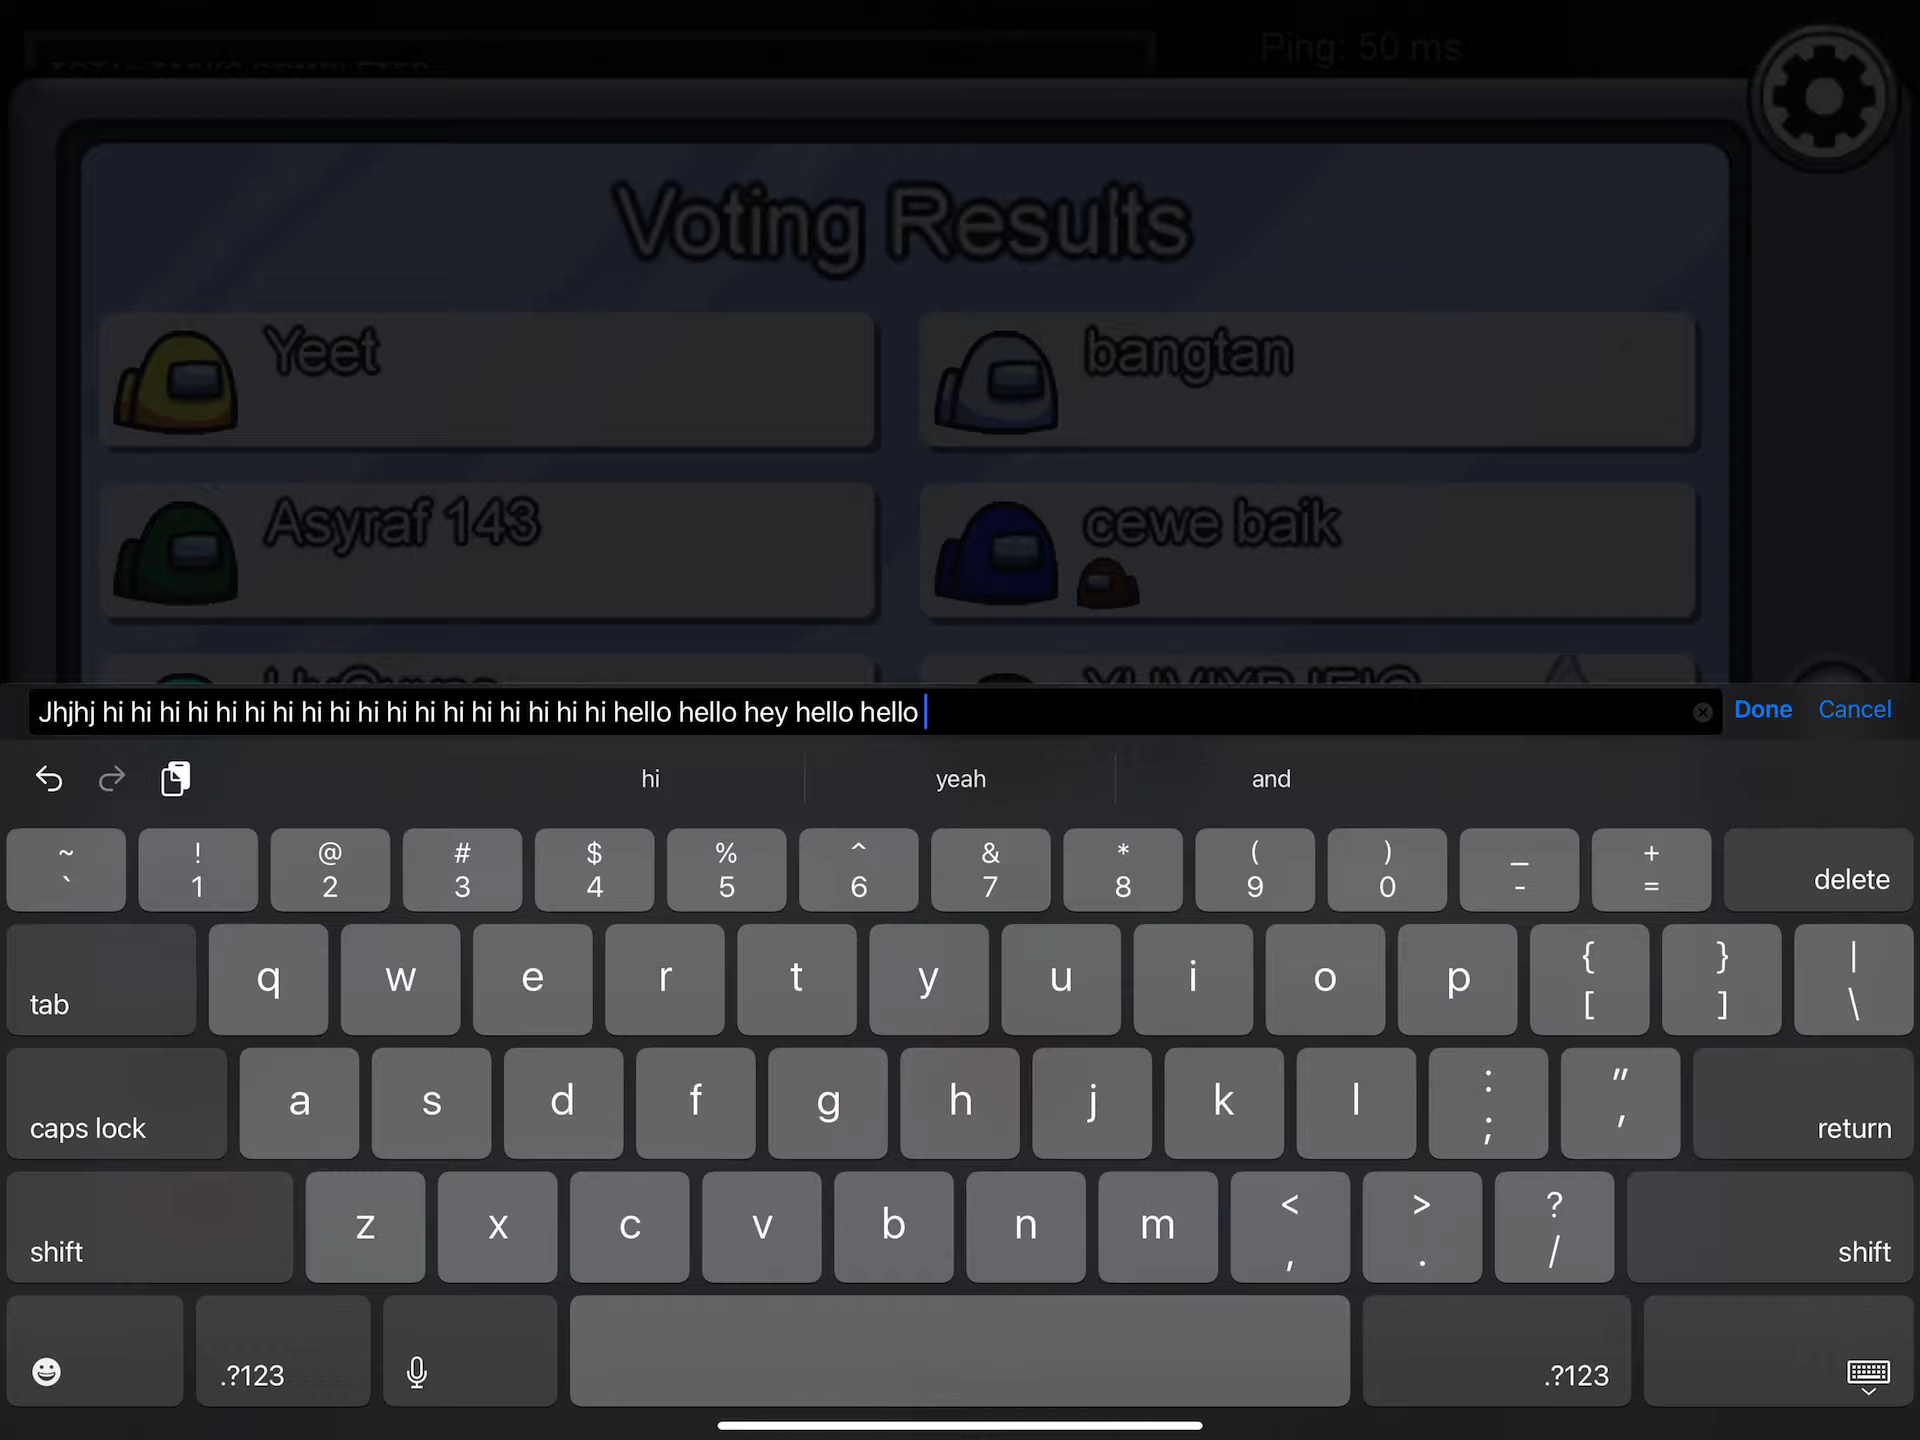 Ping: 50 ms
Voting Results
Yeet
bangtan
Asyraf 143
cewe baik
Jhjhj hi hi hi hi hi hi hi hi hi hi hi hi hi hi hi hi hi hi hello hello hey hello hello
Done
Cancel
hi
yeah
and
~ ! @ # $ % ^ & * ( ) _ +
` 1 2 3 4 5 6 7 8 9 0 - =
delete
tab
q w e r t y u i o p { } |
[ ] \
caps lock
a s d f g h j k l : "
; '
return
shift
z x c v b n m < > ?
, . /
shift
.?123
.?123